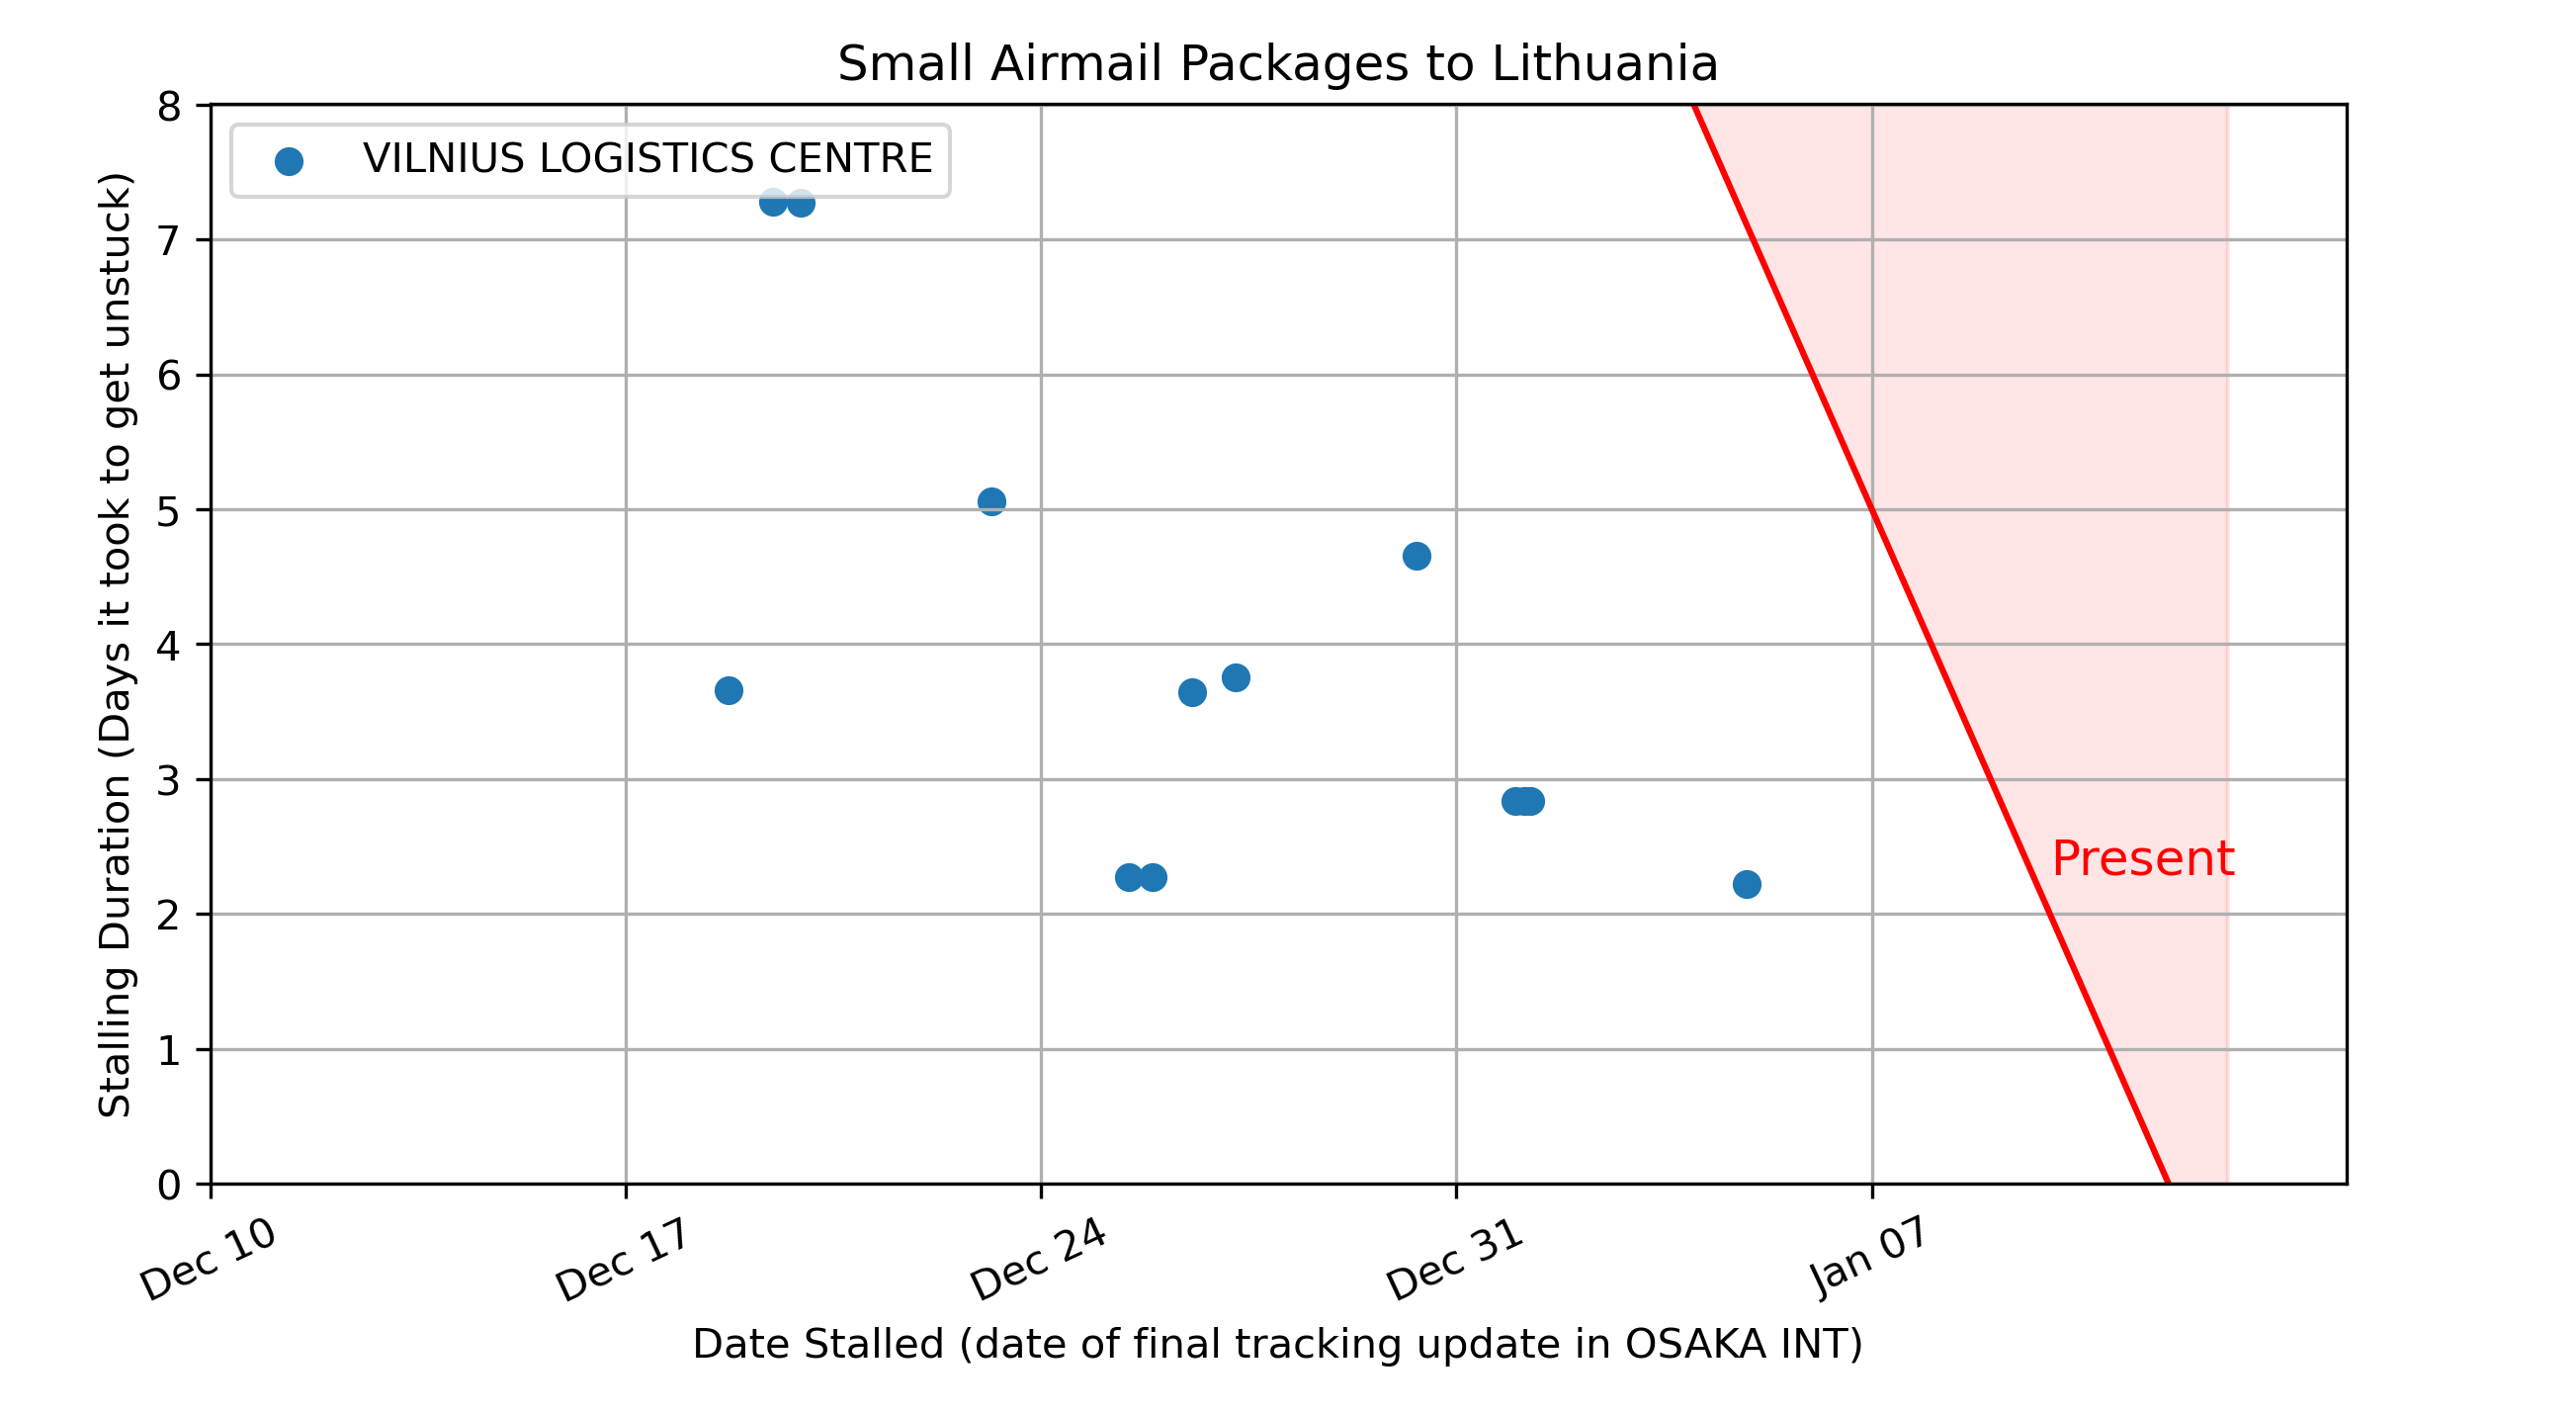 Small Airmail Packages to Lithuania
VILNIUS LOGISTICS CENTRE
Stalling Duration (Days it took to get unstuck)
8
7
6
5
4
3
2
1
0
Present
Dec 10
Dec 17
Dec 24
Dec 31
Jan 07
Date Stalled (date of final tracking update in OSAKA INT)